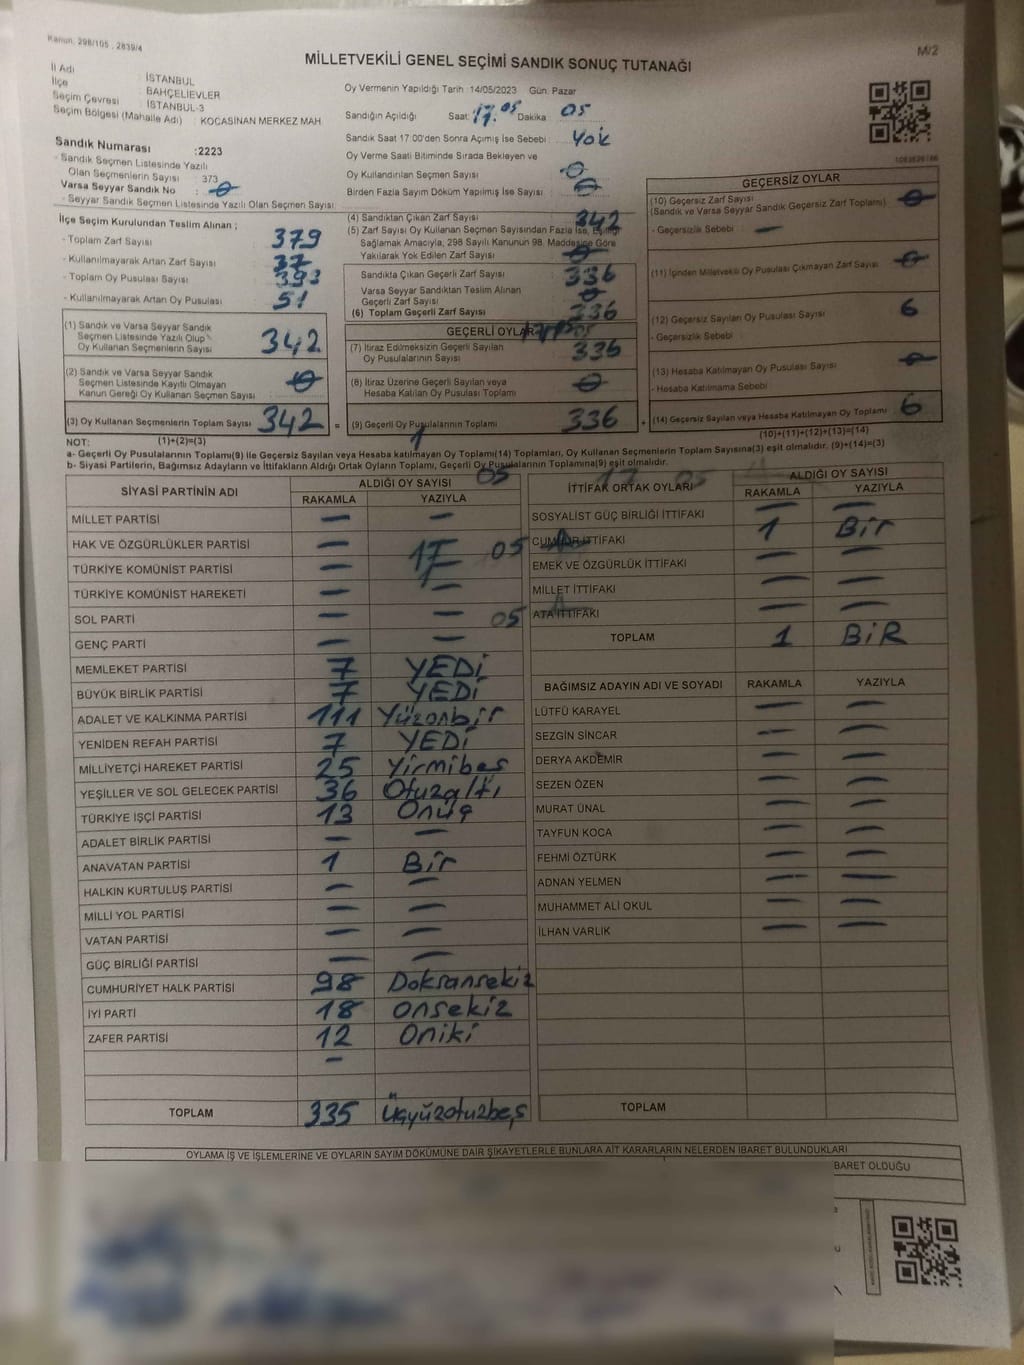 Kanun, 298/105 , 2839/4
M/2
MİLLETVEKİLİ GENEL SEÇİMİ SANDIK SONUÇ TUTANAĞI
İl Adı : İSTANBUL
İlçe : BAHÇELİEVLER
Seçim Çevresi : İSTANBUL-3
Seçim Bölgesi (Mahalle Adı) : KOCASİNAN MERKEZ MAH.
Sandık Numarası :2223
- Sandık Seçmen Listesinde Yazılı
Olan Seçmenlerin Sayısı : 373
Varsa Seyyar Sandık No : 0
- Seyyar Sandık Seçmen Listesinde Yazılı Olan Seçmen Sayısı:
Oy Vermenin Yapıldığı Tarih :14/05/2023 Gün: Pazar
Sandığın Açıldığı Saat 17.05 Dakika 05
Sandık Saat 17:00'den Sonra Açımış İse Sebebi : Yok
Oy Verme Saati Bitiminde Sırada Bekleyen ve
Oy Kullandırılan Seçmen Sayısı : 0
Birden Fazla Sayım Döküm Yapılmış İse Sayısı : 0
İlçe Seçim Kurulundan Teslim Alınan ;
- Toplam Zarf Sayısı : 379
- Kullanılmayarak Artan Zarf Sayısı : 37
- Toplam Oy Pusulası Sayısı : 393
- Kullanılmayarak Artan Oy Pusulası : 51
(1) Sandık ve Varsa Seyyar Sandık
Seçmen Listesinde Yazılı Olup
Oy Kullanan Seçmenlerin Sayısı : 342
(2) Sandık ve Varsa Seyyar Sandık
Seçmen Listesinde Kayıtlı Olmayan
Kanun Gereği Oy Kullanan Seçmen Sayısı : 0
(3) Oy Kullanan Seçmenlerin Toplam Sayısı : 342 =
(4) Sandıktan Çıkan Zarf Sayısı : 342
(5) Zarf Sayısı Oy Kullanan Seçmen Sayısından Fazla İse, Eşitliği
Sağlamak Amacıyla, 298 Sayılı Kanunun 98. Maddesine Göre
Yakılarak Yok Edilen Zarf Sayısı : 0
Sandıkta Çıkan Geçerli Zarf Sayısı : 336
Varsa Seyyar Sandıktan Teslim Alınan
Geçerli Zarf Sayısı : 0
(6) Toplam Geçerli Zarf Sayısı : 336
GEÇERLİ OYLAR
(7) İtiraz Edilmeksizin Geçerli Sayılan
Oy Pusulalarının Sayısı : 336
(8) İtiraz Üzerine Geçerli Sayılan veya
Hesaba Katılan Oy Pusulası Toplamı : 0
(9) Geçerli Oy Pusulalarının Toplamı : 336 +
GEÇERSİZ OYLAR
(10) Geçersiz Zarf Sayısı : 0
(Sandık ve Varsa Seyyar Sandık Geçersiz Zarf Toplamı)
- Geçersizlik Sebebi : —
(11) İçinden Milletvekili Oy Pusulası Çıkmayan Zarf Sayısı : 0
(12) Geçersiz Sayılan Oy Pusulası Sayısı : 6
- Geçersizlik Sebebi
(13) Hesaba Katılmayan Oy Pusulası Sayısı : 0
- Hesaba Katılmama Sebebi
(14) Geçersiz Sayılan veya Hesaba Katılmayan Oy Toplamı : 6
NOT: (1)+(2)=(3) (10)+(11)+(12)+(13)=(14)
a- Geçerli Oy Pusulalarının Toplamı(9) ile Geçersiz Sayılan veya Hesaba katılmayan Oy Toplamı(14) Toplamları, Oy Kullanan Seçmenlerin Toplam Sayısına(3) eşit olmalıdır. (9)+(14)=(3)
b- Siyasi Partilerin, Bağımsız Adayların ve İttifakların Aldığı Ortak Oyların Toplamı, Geçerli Oy Pusulalarının Toplamına(9) eşit olmalıdır.
SİYASİ PARTİNİN ADI ALDIĞI OY SAYISI
RAKAMLA YAZIYLA
MİLLET PARTİSİ — —
HAK VE ÖZGÜRLÜKLER PARTİSİ —
TÜRKİYE KOMÜNİST PARTİSİ — —
TÜRKİYE KOMÜNİST HAREKETİ — —
SOL PARTİ — —
GENÇ PARTİ — —
MEMLEKET PARTİSİ 7 YEDİ
BÜYÜK BİRLİK PARTİSİ 7 YEDİ
ADALET VE KALKINMA PARTİSİ 111 Yüzonbir
YENİDEN REFAH PARTİSİ 7 YEDİ
MİLLİYETÇİ HAREKET PARTİSİ 25 Yirmibeş
YEŞİLLER VE SOL GELECEK PARTİSİ 36 Otuzaltı
TÜRKİYE İŞÇİ PARTİSİ 13 Onüç
ADALET BİRLİK PARTİSİ — —
ANAVATAN PARTİSİ 1 Bir
HALKIN KURTULUŞ PARTİSİ — —
MİLLİ YOL PARTİSİ — —
VATAN PARTİSİ — —
GÜÇ BİRLİĞİ PARTİSİ — —
CUMHURİYET HALK PARTİSİ 98 Doksansekiz
İYİ PARTİ 18 onsekiz
ZAFER PARTİSİ 12 Oniki
—
TOPLAM 335 Üçyüzotuzbeş
İTTİFAK ORTAK OYLARI ALDIĞI OY SAYISI
RAKAMLA YAZIYLA
SOSYALİST GÜÇ BİRLİĞİ İTTİFAKI — —
CUMHUR İTTİFAKI 1 Bir
EMEK VE ÖZGÜRLÜK İTTİFAKI — —
MİLLET İTTİFAKI — —
ATA İTTİFAKI — —
TOPLAM 1 BİR
BAĞIMSIZ ADAYIN ADI VE SOYADI RAKAMLA YAZIYLA
LÜTFÜ KARAYEL — —
SEZGİN SİNCAR — —
DERYA AKDEMİR — —
SEZEN ÖZEN — —
MURAT ÜNAL — —
TAYFUN KOCA — —
FEHMİ ÖZTÜRK — —
ADNAN YELMEN — —
MUHAMMET ALİ OKUL — —
İLHAN VARLIK — —
TOPLAM
OYLAMA İŞ VE İŞLEMLERİNE VE OYLARIN SAYIM DÖKÜMÜNE DAİR ŞİKAYETLERLE BUNLARA AİT KARARLARIN NELERDEN İBARET BULUNDUKLARI
BARET OLDUĞU